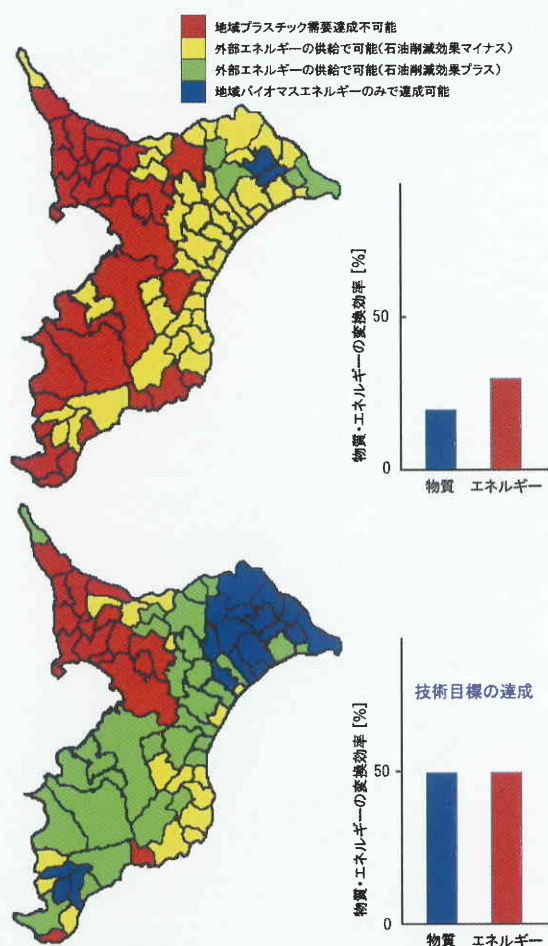 地域プラスチック需要達成不可能
外部エネルギーの供給で可能(石油削減効果マイナス)
外部エネルギーの供給で可能(石油削減効果プラス)
地域バイオマスエネルギーのみで達成可能
物質・エネルギーの変換効率 [%]
50
0
物質 エネルギー
技術目標の達成
物質・エネルギーの変換効率 [%]
50
0
物質 エネルギー